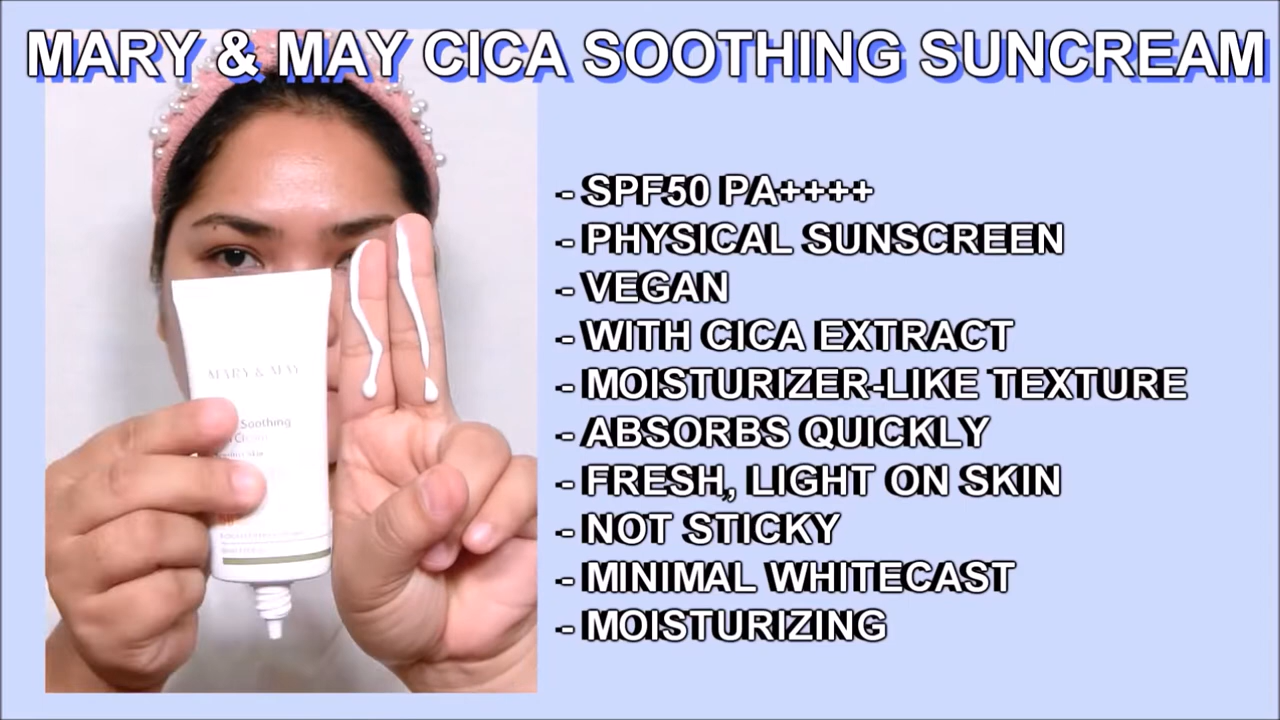 MARY & MAY CICA SOOTHING SUNCREAM
- SPF50 PA++++
- PHYSICAL SUNSCREEN
- VEGAN
- WITH CICA EXTRACT
- MOISTURIZER-LIKE TEXTURE
- ABSORBS QUICKLY
- FRESH, LIGHT ON SKIN
- NOT STICKY
- MINIMAL WHITECAST
- MOISTURIZING
MARY & MAY
Soothing